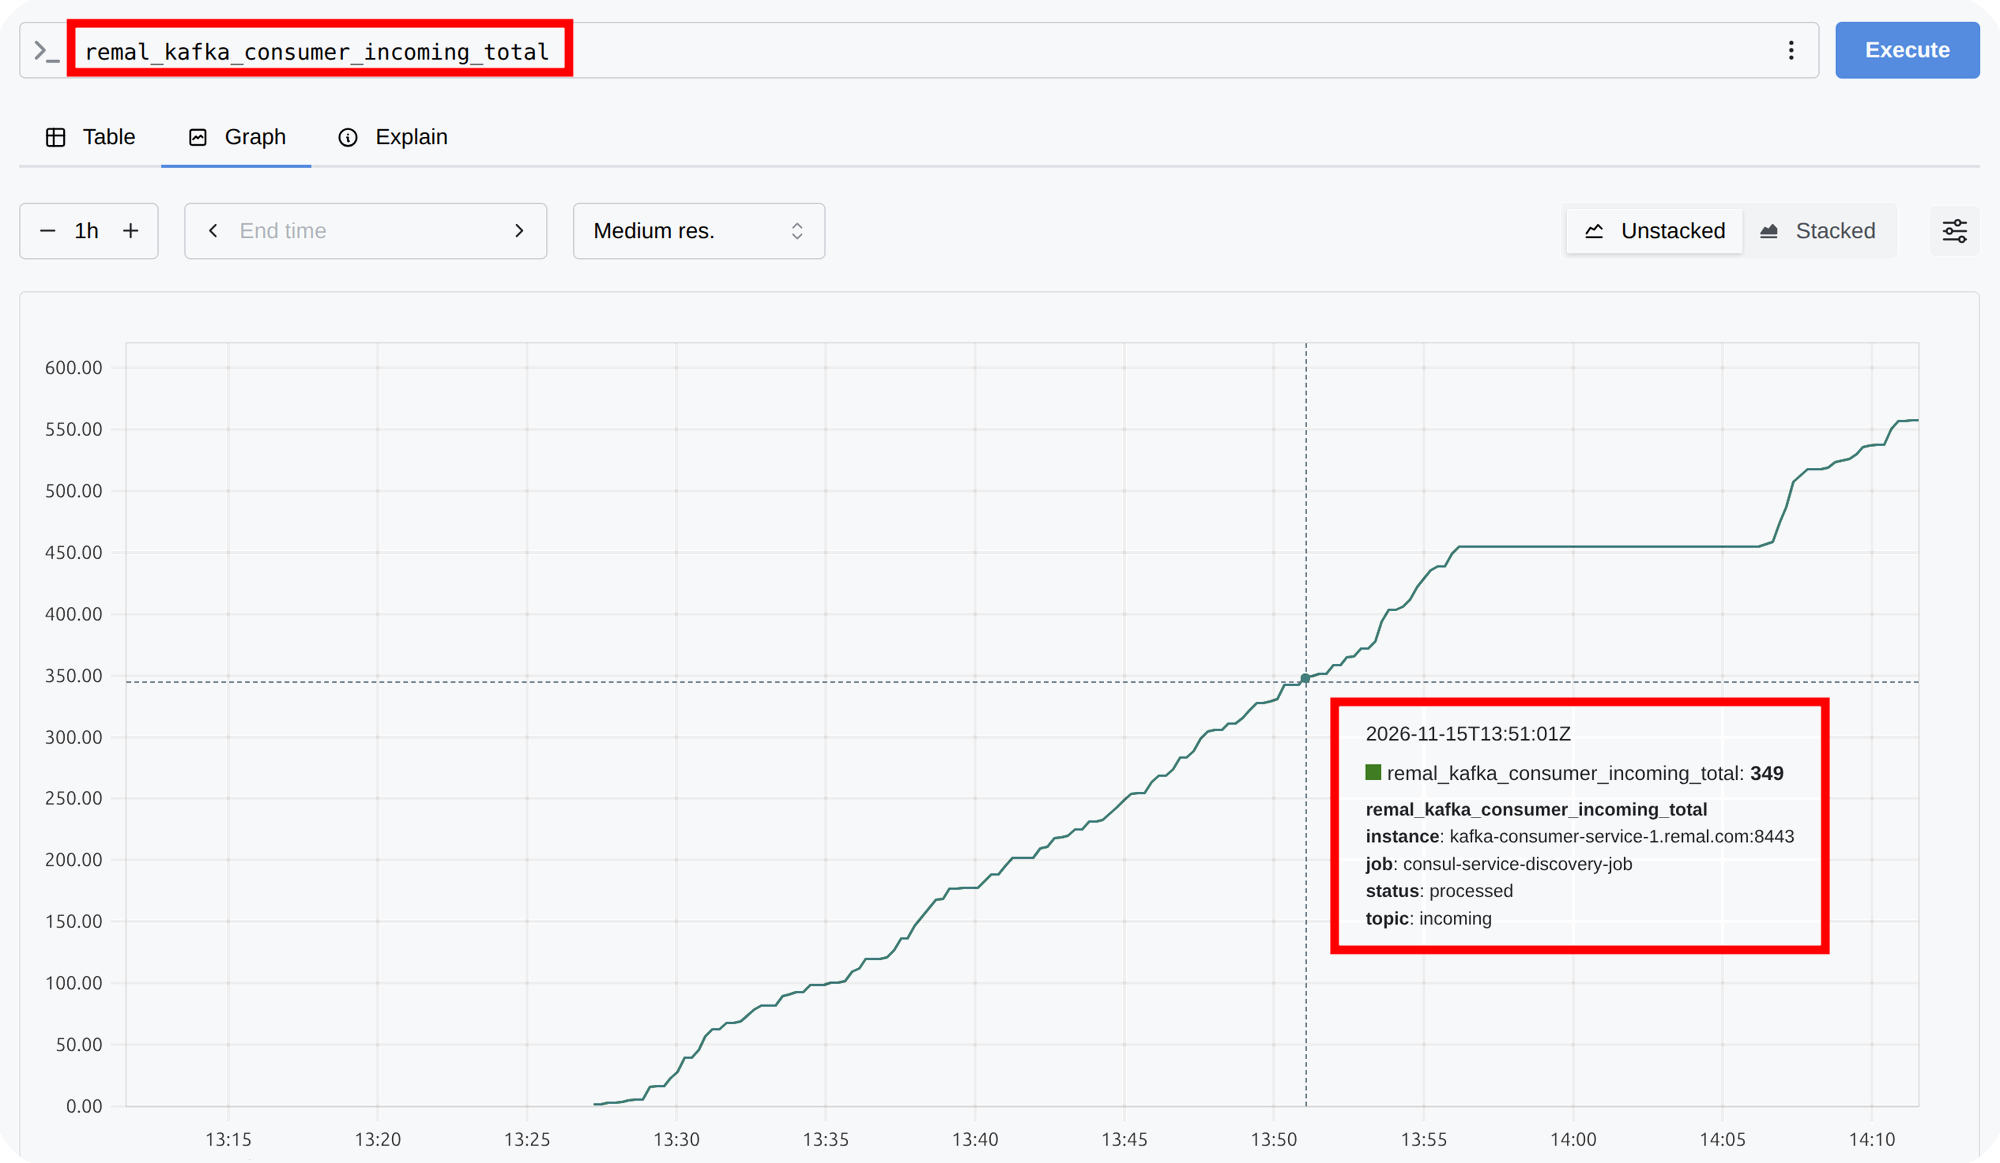 remal_kafka_consumer_incoming_total
Execute
Table Graph Explain
1h End time Medium res. Unstacked Stacked
600.00
550.00
500.00
450.00
400.00
350.00
300.00
250.00
200.00
150.00
100.00
50.00
0.00
2026-11-15T13:51:01Z
remal_kafka_consumer_incoming_total: 349
remal_kafka_consumer_incoming_total
instance: kafka-consumer-service-1.remal.com:8443
job: consul-service-discovery-job
status: processed
topic: incoming
13:15 13:20 13:25 13:30 13:35 13:40 13:45 13:50 13:55 14:00 14:05 14:10